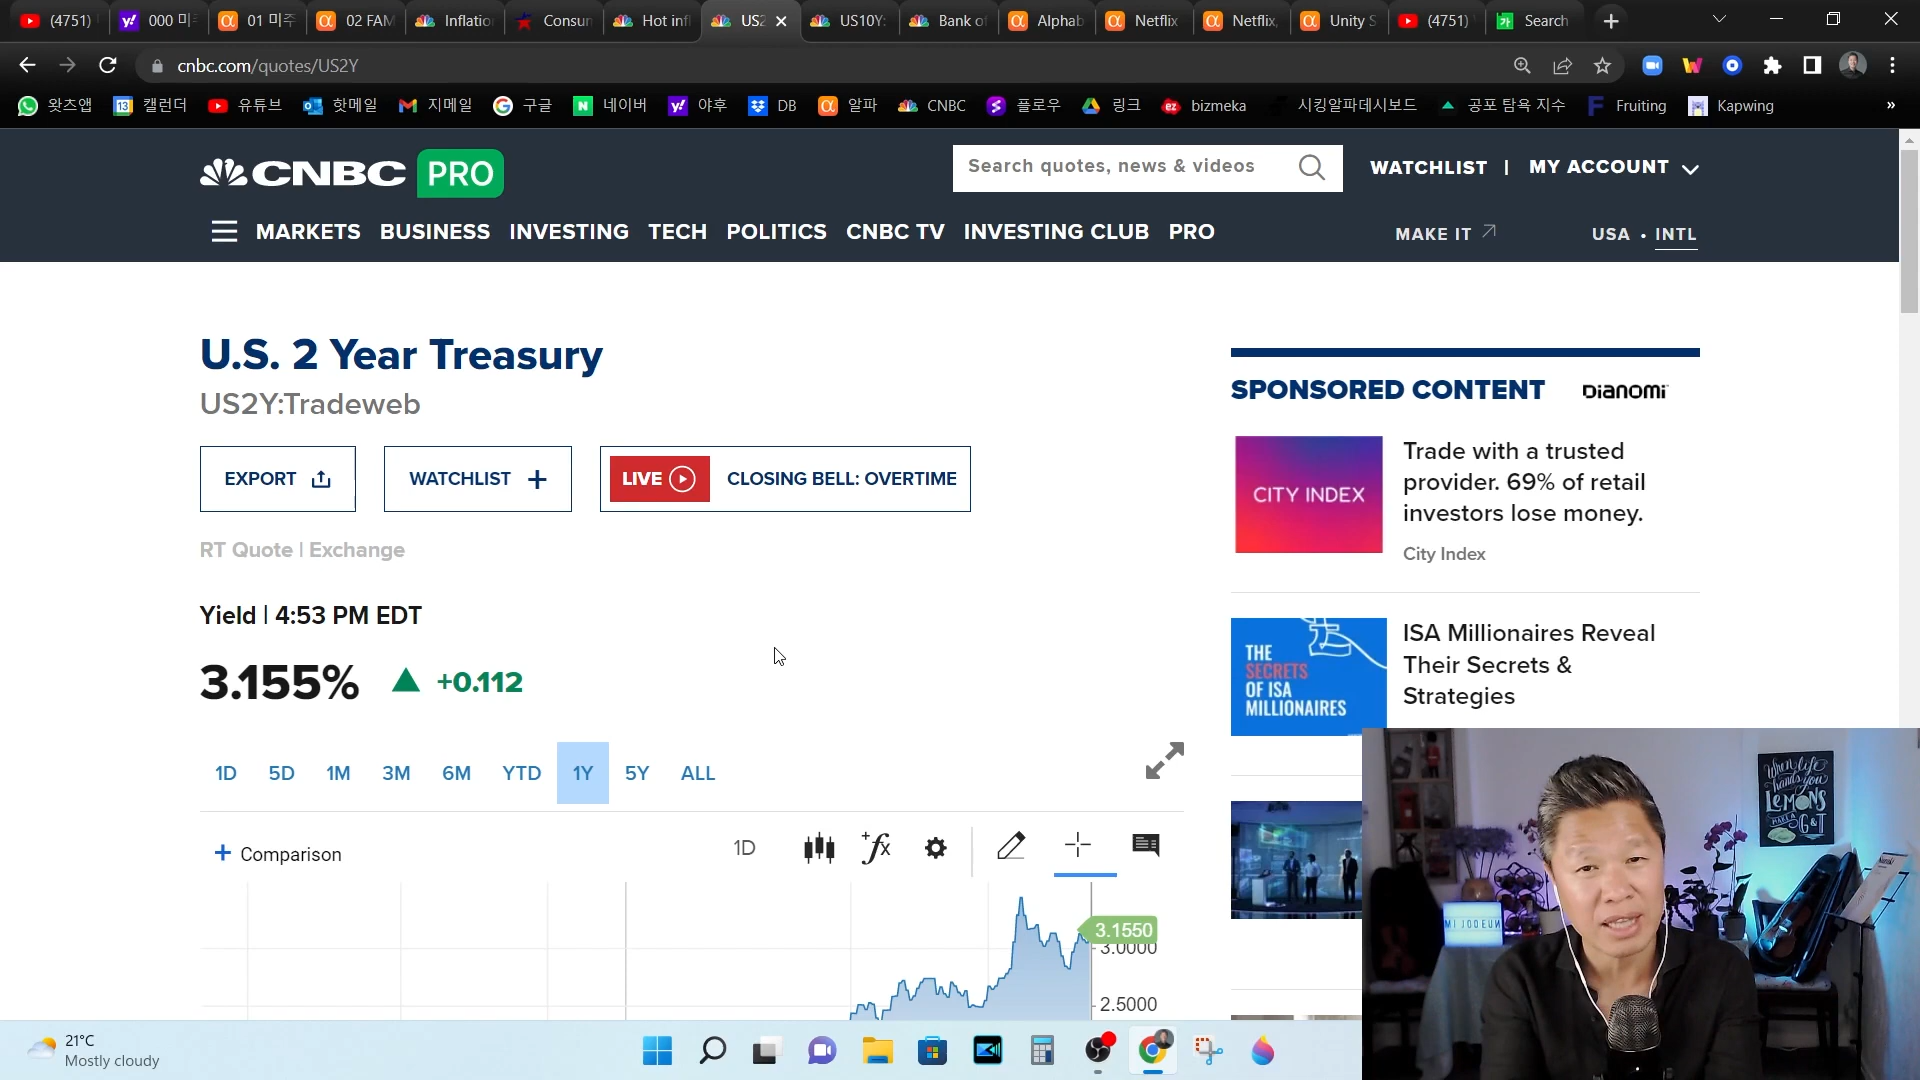 (4751)
000 미
01 미주
02 FAM
Inflatio
Consum
Hot infl
US2
US10Y:
Bank o
Alphab
Netflix
Netflix,
Unity S
(4751)
Search
cnbc.com/quotes/US2Y
왓츠앱
캘런더
유튜브
핫메일
지메일
구글
네이버
야후
DB
알파
CNBC
플로우
링크
bizmeka
시킹알파데시보드
공포 탐욕 지수
Fruiting
Kapwing
»
CNBC PRO
Search quotes, news & videos
WATCHLIST | MY ACCOUNT
MARKETS BUSINESS INVESTING TECH POLITICS CNBC TV INVESTING CLUB PRO
MAKE IT
USA • INTL
U.S. 2 Year Treasury
US2Y:Tradeweb
EXPORT
WATCHLIST +
LIVE
CLOSING BELL: OVERTIME
RT Quote | Exchange
Yield | 4:53 PM EDT
3.155% +0.112
1D 5D 1M 3M 6M YTD 1Y 5Y ALL
+ Comparison
1D
3.1550
3.0000
2.5000
SPONSORED CONTENT
DIANOMI
CITY INDEX
Trade with a trusted
provider. 69% of retail
investors lose money.
City Index
THE
SECRETS
OF ISA
MILLIONAIRES
ISA Millionaires Reveal
Their Secrets &
Strategies
When life
hands you
LEMONS
MAKE A
G&T
21°C
Mostly cloudy